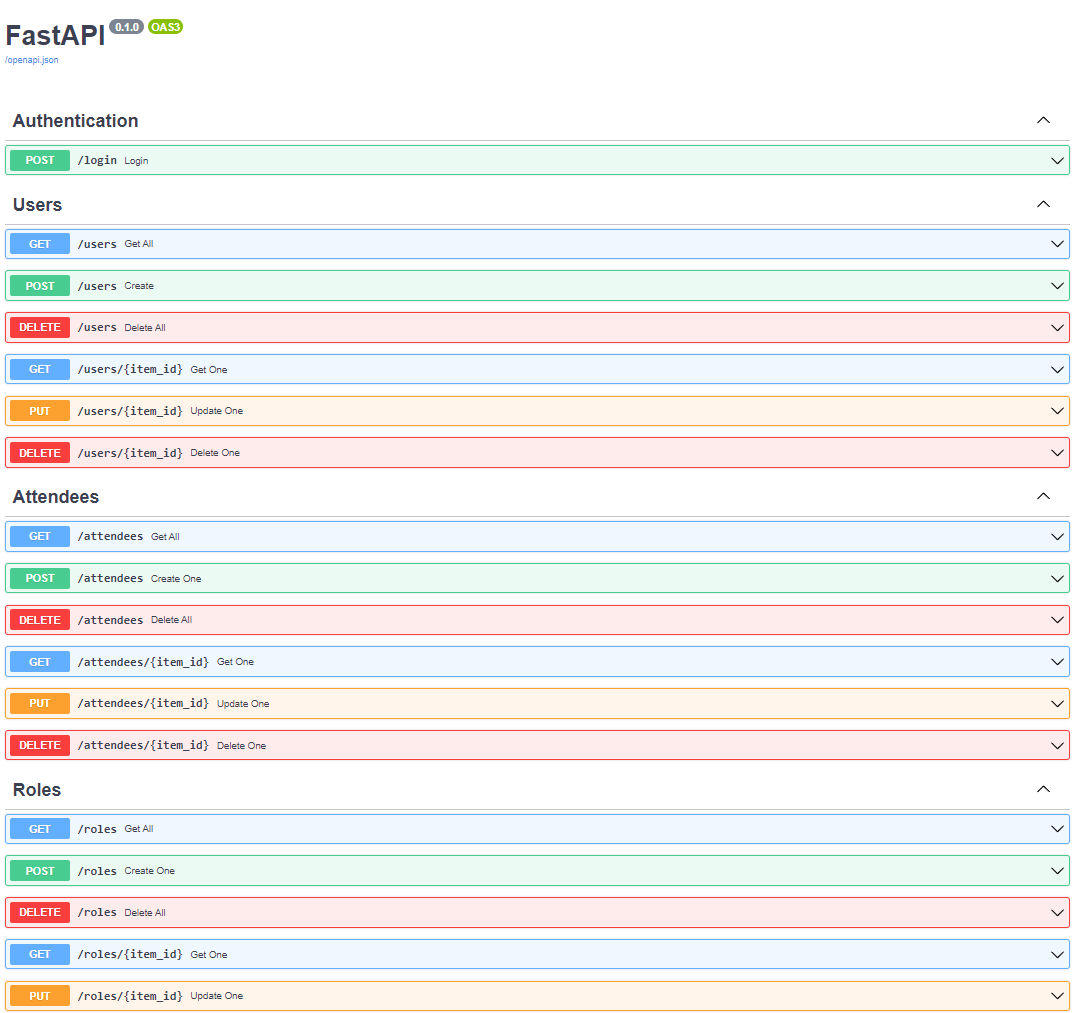 FastAPI 0.1.0 OAS3
/openapi.json
Authentication
POST /login Login
Users
GET /users Get All
POST /users Create
DELETE /users Delete All
GET /users/{item_id} Get One
PUT /users/{item_id} Update One
DELETE /users/{item_id} Delete One
Attendees
GET /attendees Get All
POST /attendees Create One
DELETE /attendees Delete All
GET /attendees/{item_id} Get One
PUT /attendees/{item_id} Update One
DELETE /attendees/{item_id} Delete One
Roles
GET /roles Get All
POST /roles Create One
DELETE /roles Delete All
GET /roles/{item_id} Get One
PUT /roles/{item_id} Update One